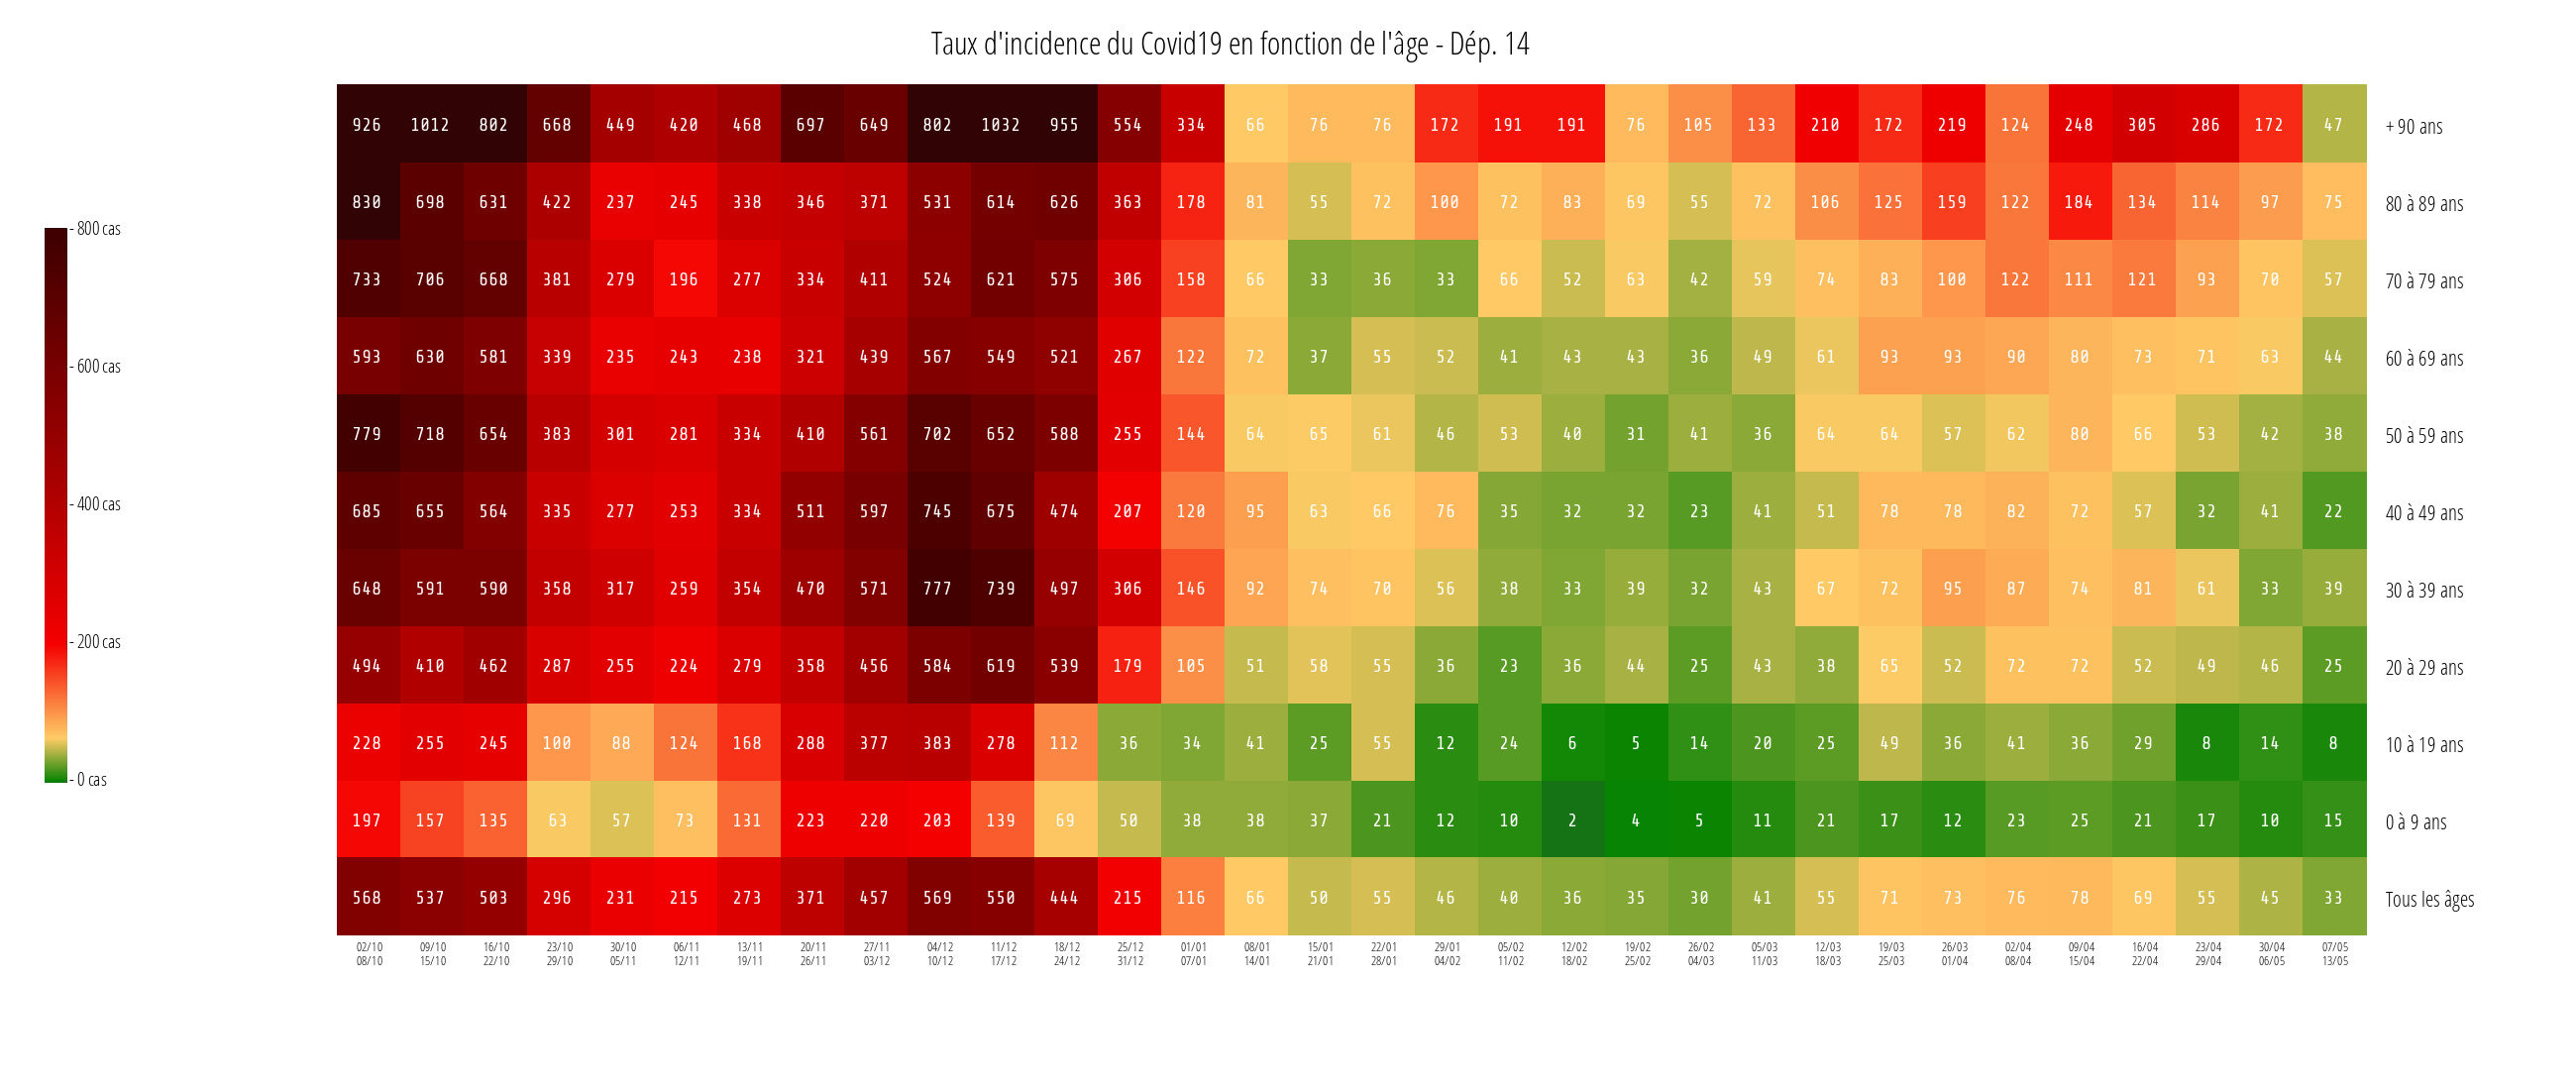 Taux d'incidence du Covid19 en fonction de l'âge - Dép. 14
- 800 cas
- 600 cas
- 400 cas
- 200 cas
- 0 cas
926 1012 802 668 449 420 468 697 649 802 1032 955 554 334 66 76 76 172 191 191 76 105 133 210 172 219 124 248 305 286 172 47 + 90 ans
830 698 631 422 237 245 338 346 371 531 614 626 363 178 81 55 72 100 72 83 69 55 72 106 125 159 122 184 134 114 97 75 80 à 89 ans
733 706 668 381 279 196 277 334 411 524 621 575 306 158 66 33 36 33 66 52 63 42 59 74 83 100 122 111 121 93 70 57 70 à 79 ans
593 630 581 339 235 243 238 321 439 567 549 521 267 122 72 37 55 52 41 43 43 36 49 61 93 93 90 80 73 71 63 44 60 à 69 ans
779 718 654 383 301 281 334 410 561 702 652 588 255 144 64 65 61 46 53 40 31 41 36 64 64 57 62 80 66 53 42 38 50 à 59 ans
685 655 564 335 277 253 334 511 597 745 675 474 207 120 95 63 66 76 35 32 32 23 41 51 78 78 82 72 57 32 41 22 40 à 49 ans
648 591 590 358 317 259 354 470 571 777 739 497 306 146 92 74 70 56 38 33 39 32 43 67 72 95 87 74 81 61 33 39 30 à 39 ans
494 410 462 287 255 224 279 358 456 584 619 539 179 105 51 58 55 36 23 36 44 25 43 38 65 52 72 72 52 49 46 25 20 à 29 ans
228 255 245 100 88 124 168 288 377 383 278 112 36 34 41 25 55 12 24 6 5 14 20 25 49 36 41 36 29 8 14 8 10 à 19 ans
197 157 135 63 57 73 131 223 220 203 139 69 50 38 38 37 21 12 10 2 4 5 11 21 17 12 23 25 21 17 10 15 0 à 9 ans
568 537 503 296 231 215 273 371 457 569 550 444 215 116 66 50 55 46 40 36 35 30 41 55 71 73 76 78 69 55 45 33 Tous les âges
02/10 09/10 16/10 23/10 30/10 06/11 13/11 20/11 27/11 04/12 11/12 18/12 25/12 01/01 08/01 15/01 22/01 29/01 05/02 12/02 19/02 26/02 05/03 12/03 19/03 26/03 02/04 09/04 16/04 23/04 30/04 07/05
08/10 15/10 22/10 29/10 05/11 12/11 19/11 26/11 03/12 10/12 17/12 24/12 31/12 07/01 14/01 21/01 28/01 04/02 11/02 18/02 25/02 04/03 11/03 18/03 25/03 01/04 08/04 15/04 22/04 29/04 06/05 13/05